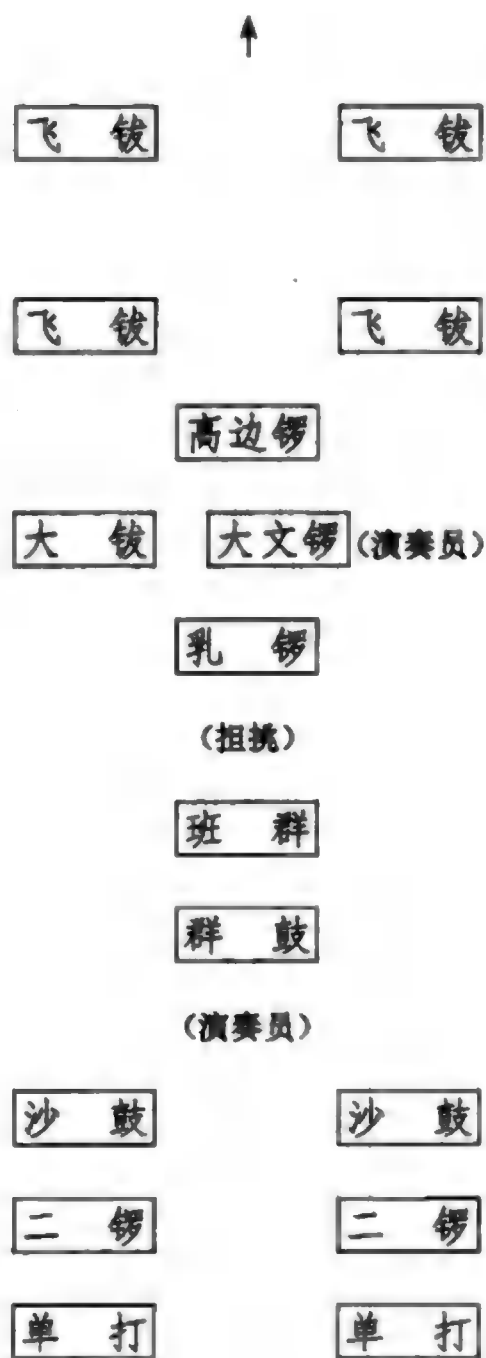 飞 钹 飞 钹
飞 钹 飞 钹
高边锣
大 钹 大文锣(演奏员)
乳 锣
(担挑)
班 群
群 鼓
(演奏员)
沙 鼓 沙 鼓
二 锣 二 锣
单 打 单 打